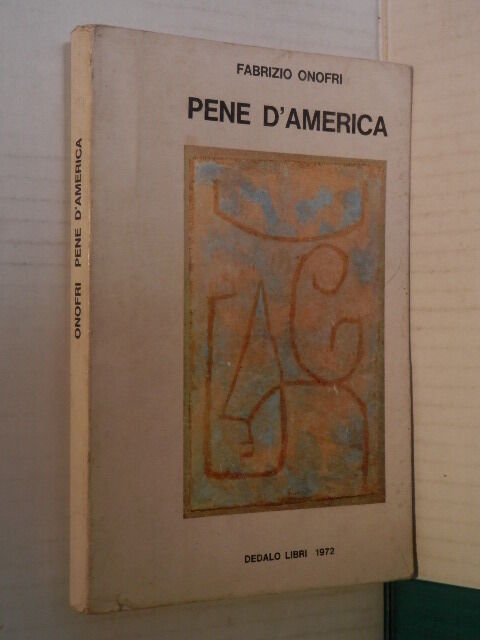 FABRIZIO ONOFRI
PENE D'AMERICA
DEDALO LIBRI 1972
ONOFRI PENE D'AMERICA